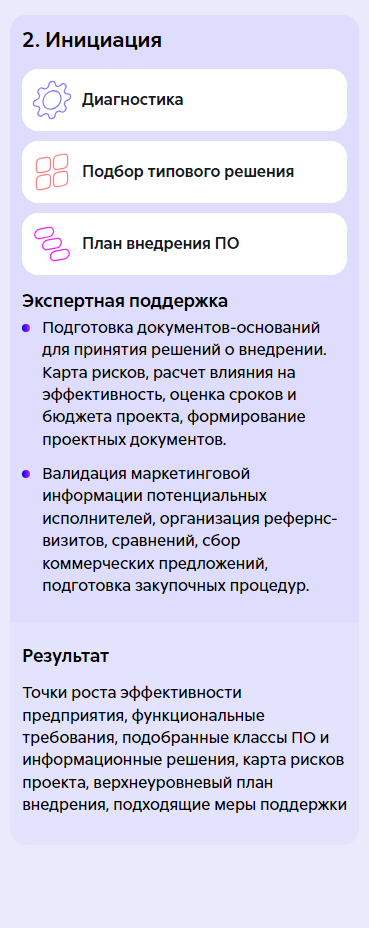 2. Инициация
Диагностика
Подбор типового решения
План внедрения ПО
Экспертная поддержка
Подготовка документов-оснований
для принятия решений о внедрении.
Карта рисков, расчет влияния на
эффективность, оценка сроков и
бюджета проекта, формирование
проектных документов.
Валидация маркетинговой
информации потенциальных
исполнителей, организация рефернс-
визитов, сравнений, сбор
коммерческих предложений,
подготовка закупочных процедур.
Результат
Точки роста эффективности
предприятия, функциональные
требования, подобранные классы ПО и
информационные решения, карта рисков
проекта, верхнеуровневый план
внедрения, подходящие меры поддержки